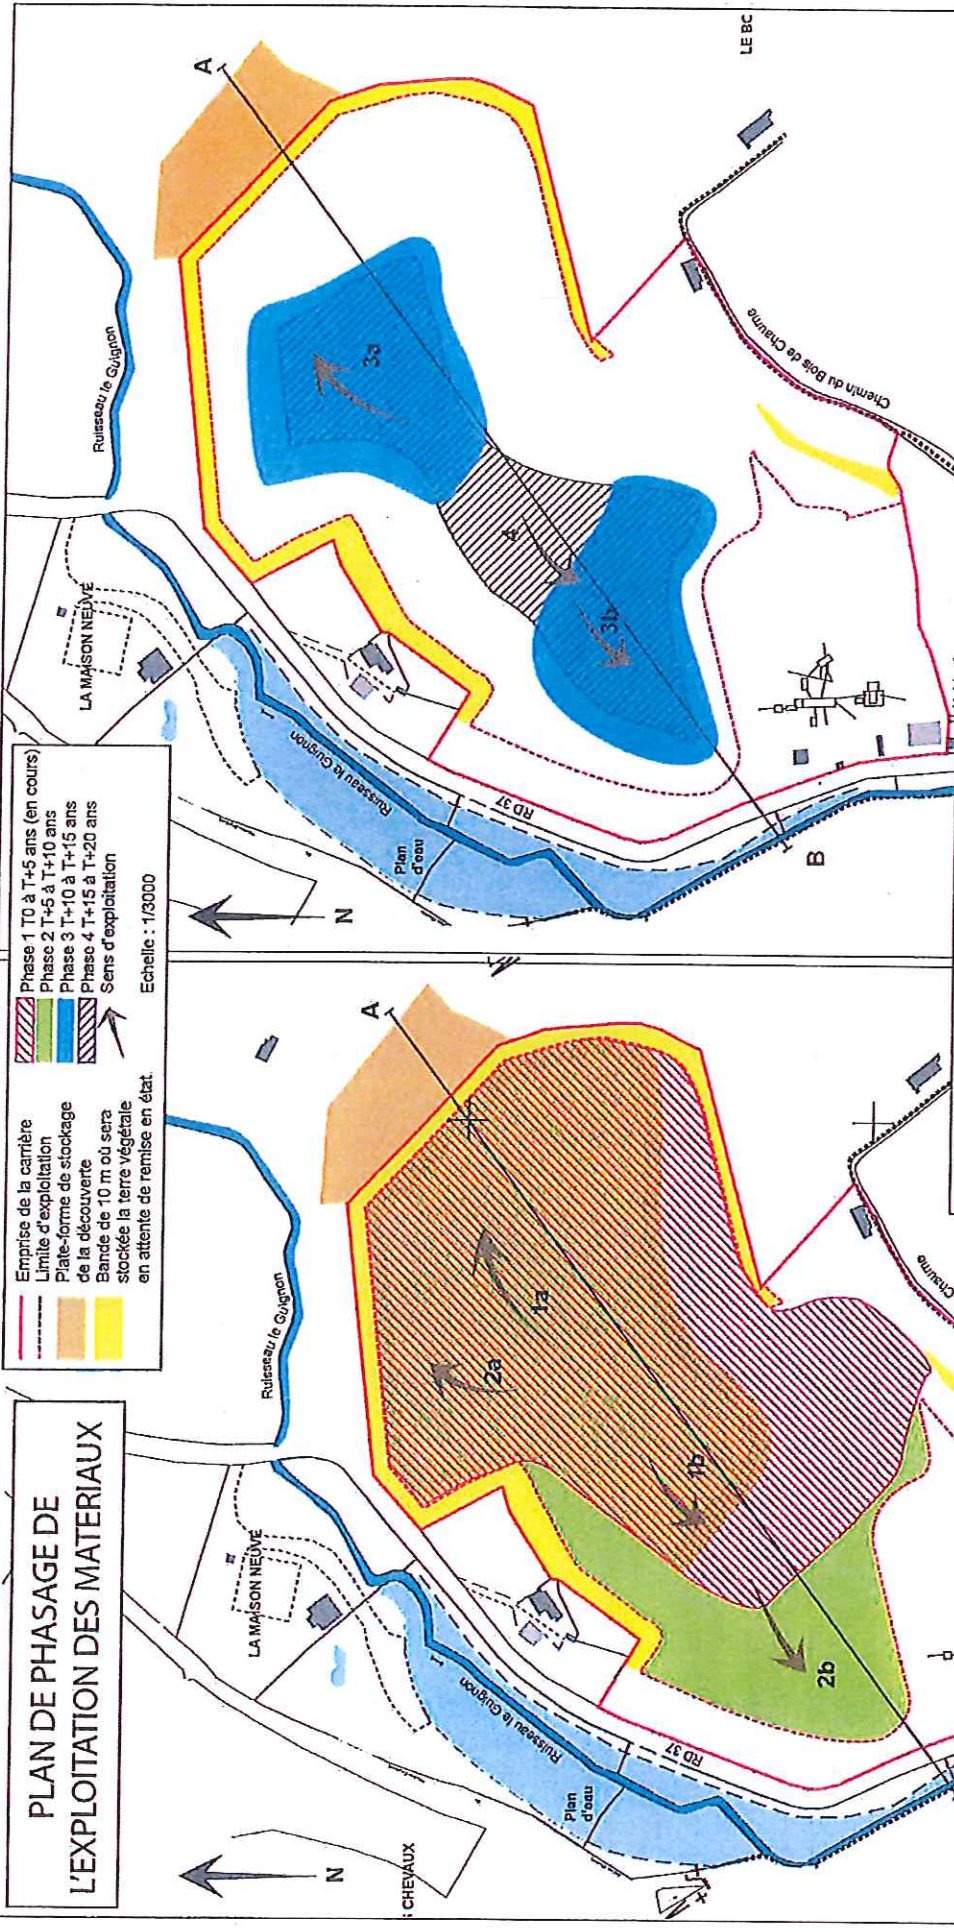 PLAN DE PHASAGE DE
L'EXPLOITATION DES MATERIAUX
Emprise de la carrière
Limite d'exploitation
Plate-forme de stockage
de la découverte
Bande de 10 m où sera
stockée la terre végétale
en attente de remise en état.
Phase 1 T0 à T+5 ans (en cours)
Phase 2 T+5 à T+10 ans
Phase 3 T+10 à T+15 ans
Phase 4 T+15 à T+20 ans
Sens d'exploitation
Echelle : 1/3000
N
CHEVAUX
LA MAISON NEUVE
Ruisseau le Guignon
Ruisseau le Guignon
Plan
d'eau
RD 37
A
1a
2a
1b
2b
Chaume
N
LA MAISON NEUVE
Ruisseau le Guignon
Ruisseau le Guignon
Plan
d'eau
RD 37
A
3a
4
3b
B
Chemin du Bois de Chaume
LE BC